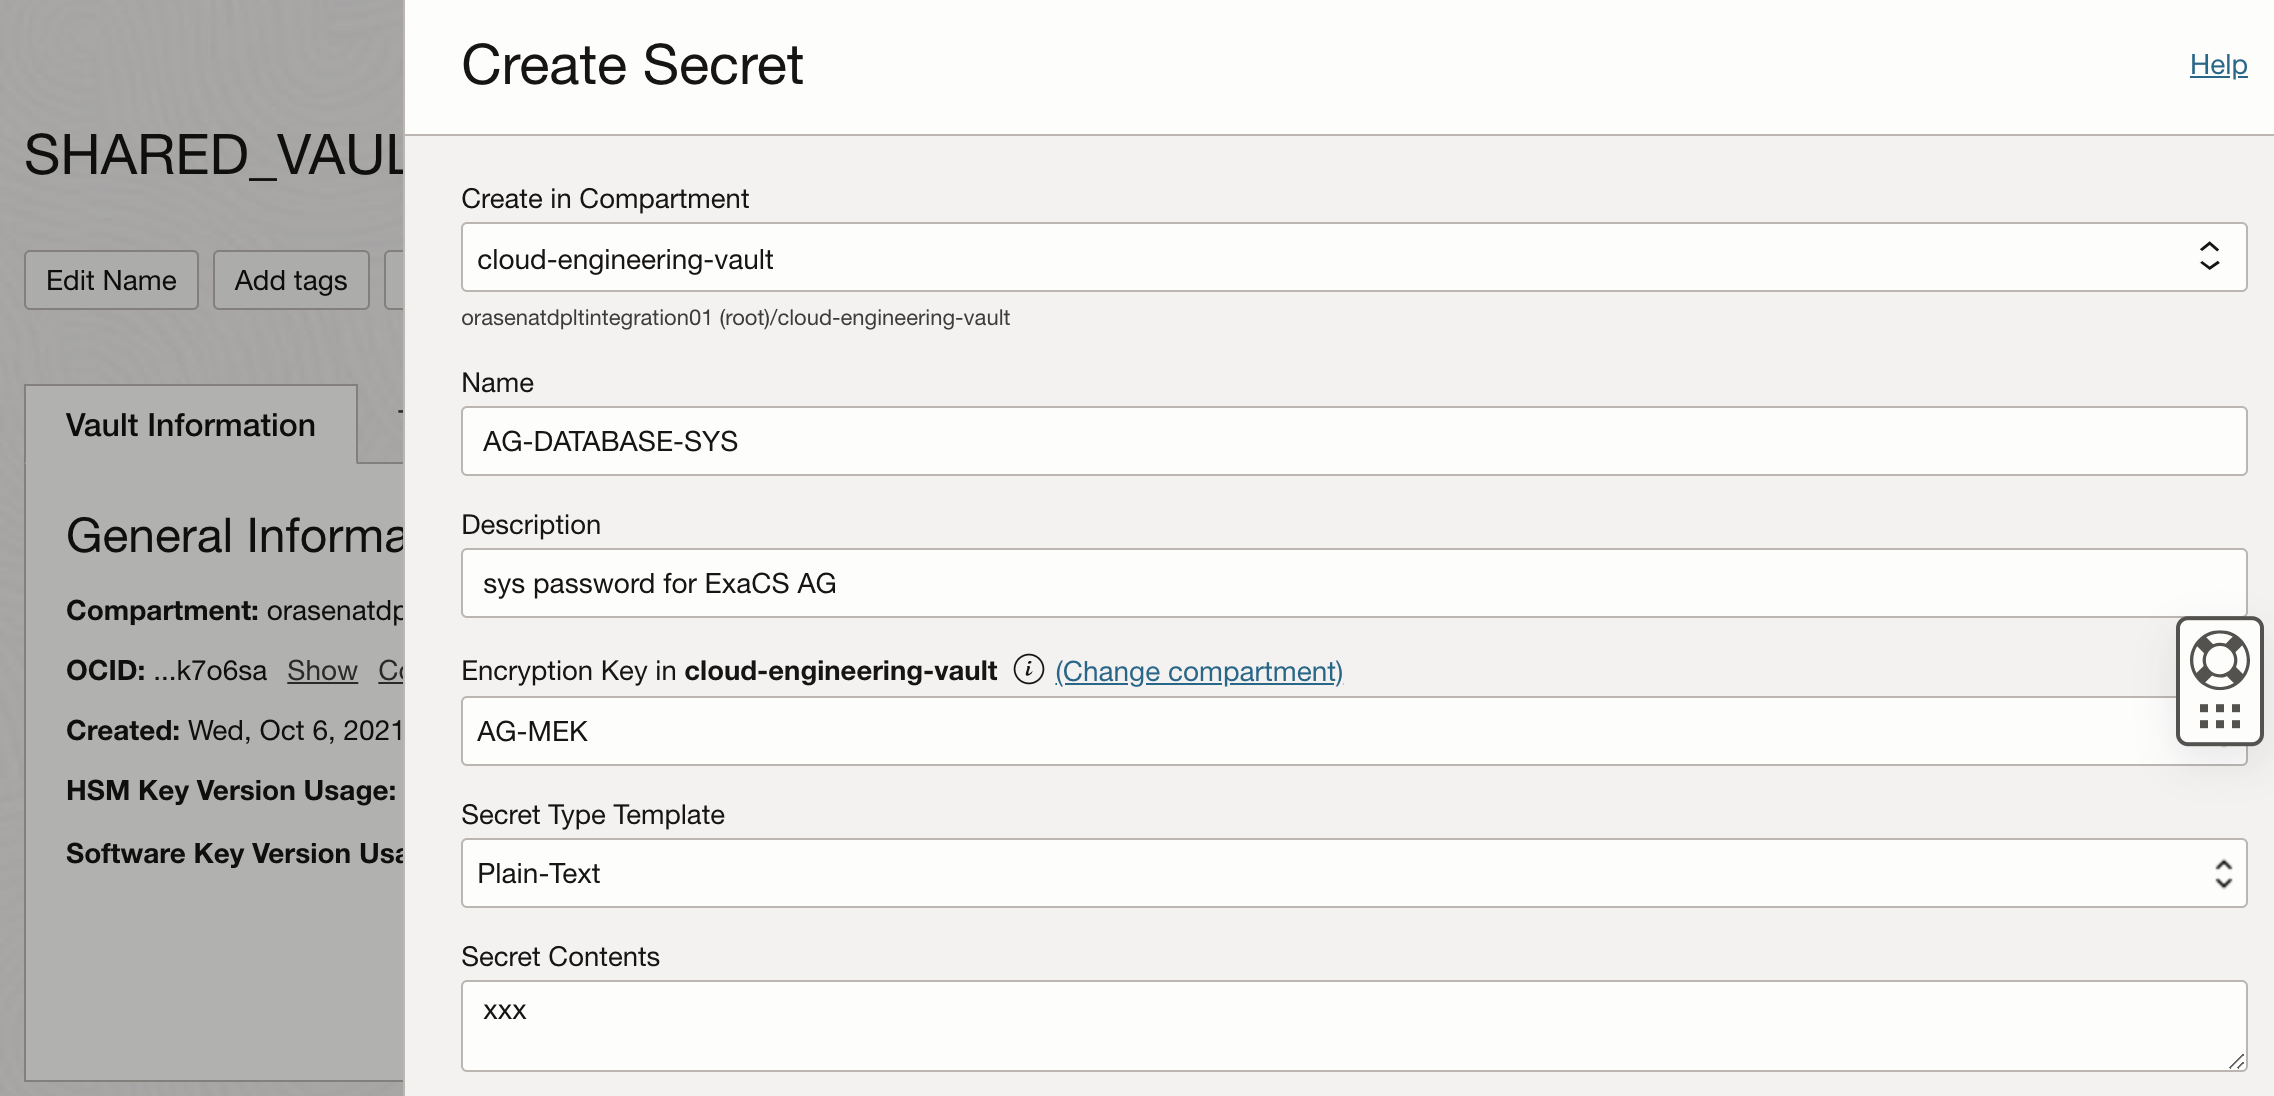 Create Secret
Help
SHARED_VAUL
Edit Name
Add tags
Vault Information
General Informa
Compartment: orasenatdp
OCID: ...k7o6sa Show Co
Created: Wed, Oct 6, 2021
HSM Key Version Usage:
Software Key Version Usa
Create in Compartment
cloud-engineering-vault
orasenatdpltintegration01 (root)/cloud-engineering-vault
Name
AG-DATABASE-SYS
Description
sys password for ExaCS AG
Encryption Key in cloud-engineering-vault i (Change compartment)
AG-MEK
Secret Type Template
Plain-Text
Secret Contents
xxx